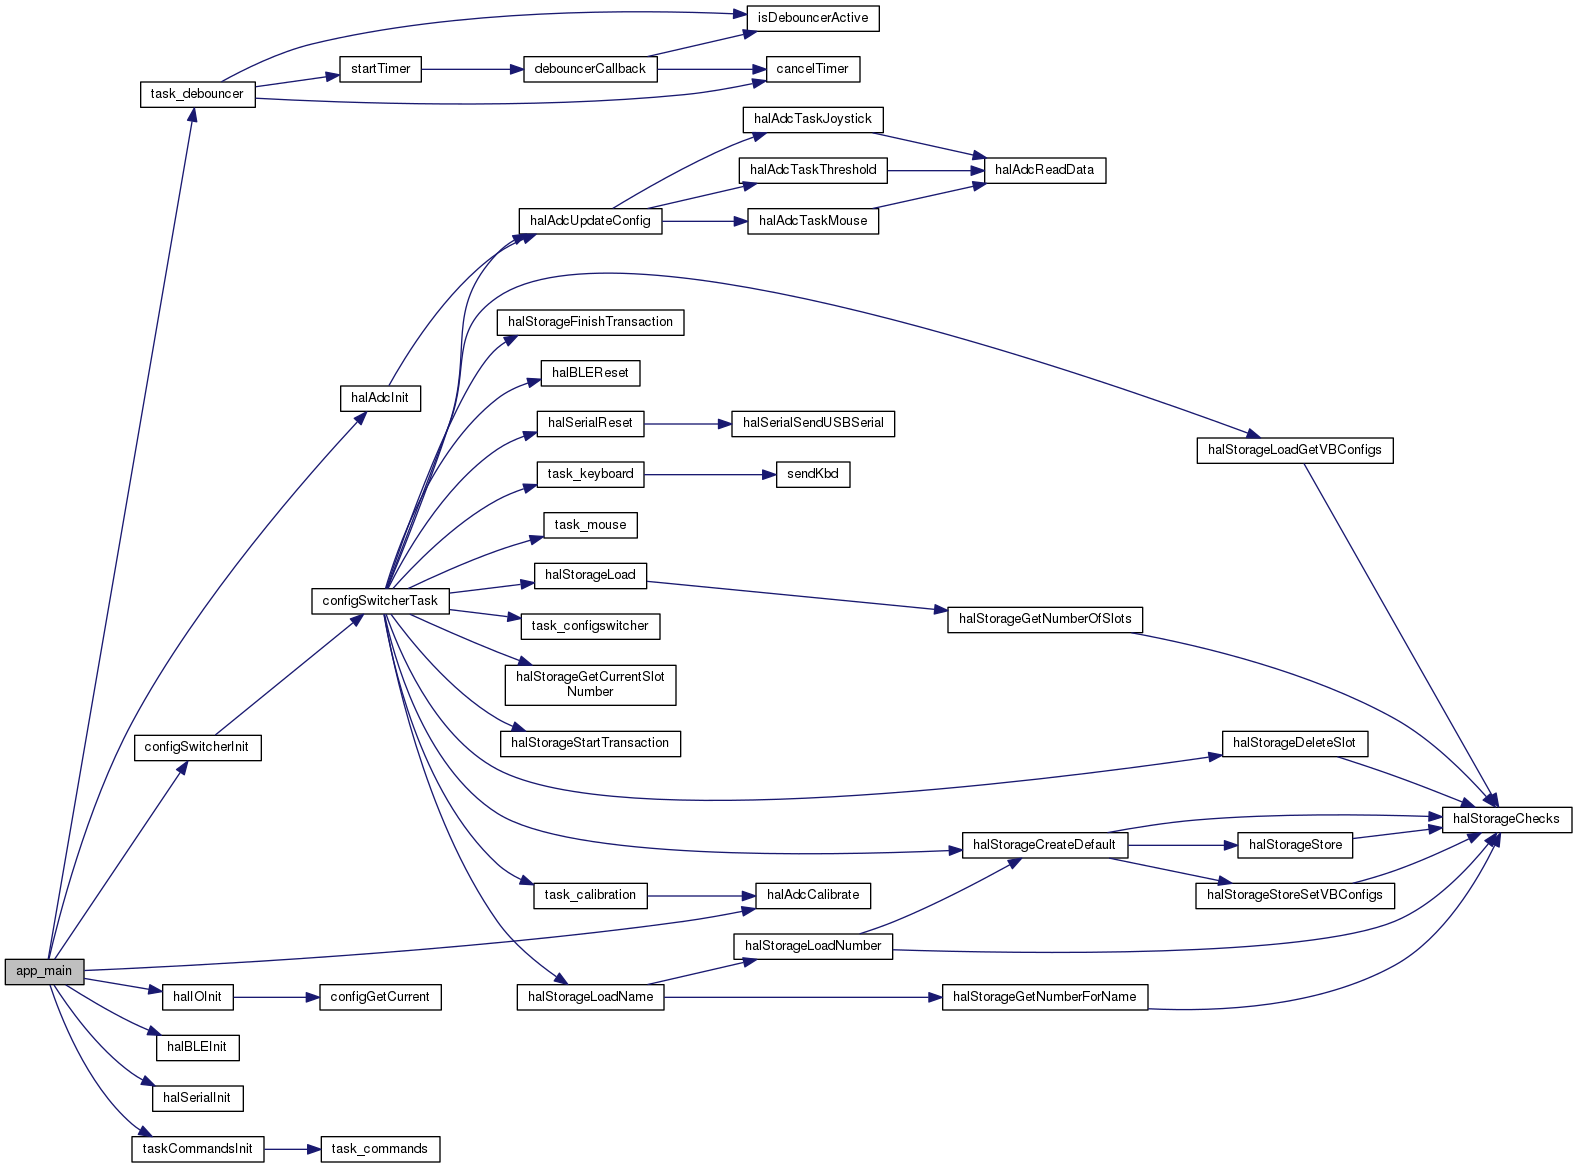 isDebouncerActive
startTimer
debouncerCallback
cancelTimer
task_debouncer
halAdcTaskJoystick
halAdcTaskThreshold
halAdcReadData
halAdcUpdateConfig
halAdcTaskMouse
halStorageFinishTransaction
halBLEReset
halAdcInit
halSerialReset
halSerialSendUSBSerial
halStorageLoadGetVBConfigs
task_keyboard
sendKbd
task_mouse
halStorageLoad
configSwitcherTask
halStorageGetNumberOfSlots
task_configswitcher
halStorageGetCurrentSlot
Number
halStorageStartTransaction
halStorageDeleteSlot
configSwitcherInit
halStorageChecks
halStorageCreateDefault
halStorageStore
task_calibration
halAdcCalibrate
halStorageStoreSetVBConfigs
halStorageLoadNumber
app_main
halIOInit
configGetCurrent
halStorageLoadName
halStorageGetNumberForName
halBLEInit
halSerialInit
taskCommandsInit
task_commands